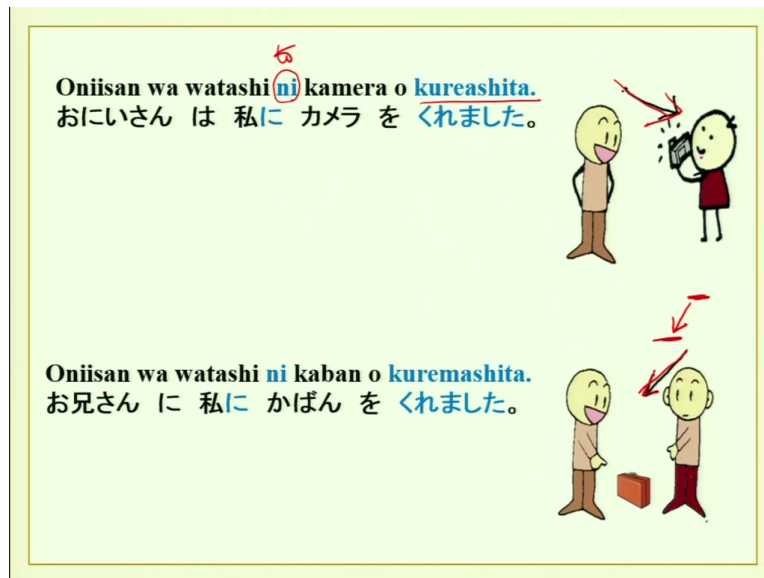 Oniisan wa watashi ni kamera o kureashita.
おにいさん は 私に カメラ を くれました。
Oniisan wa watashi ni kaban o kuremashita.
お兄さん に 私に かばん を くれました。